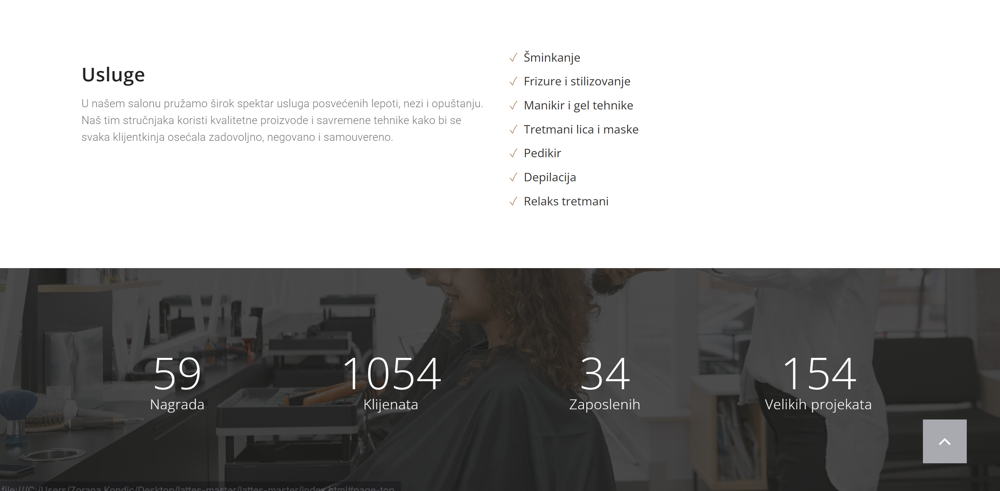 Usluge
U našem salonu pružamo širok spektar usluga posvećenih lepoti, nezi i opuštanju.
Naš tim stručnjaka koristi kvalitetne proizvode i savremene tehnike kako bi se
svaka klijentkinja osećala zadovoljno, negovano i samouvereno.
✓ Šminkanje
✓ Frizure i stilizovanje
✓ Manikir i gel tehnike
✓ Tretmani lica i maske
✓ Pedikir
✓ Depilacija
✓ Relaks tretmani
59
Nagrada
1054
Klijenata
34
Zaposlenih
154
Velikih projekata
file:///C:/Users/Zorana Kondic/Desktop/lattes-master/lattes-master/index.html#page-top